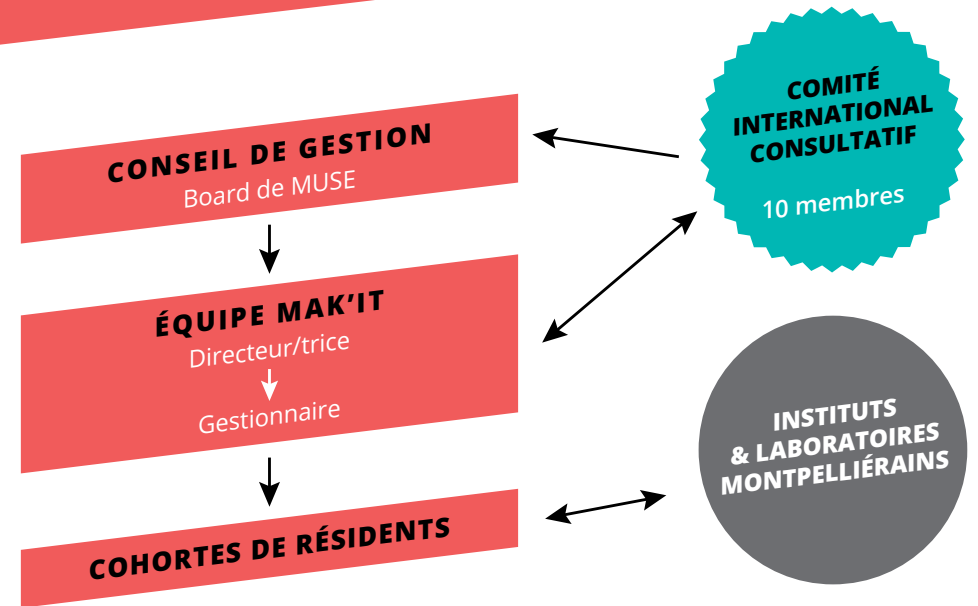 CONSEIL DE GESTION
Board de MUSE
ÉQUIPE MAK’IT
Directeur/trice
Gestionnaire
COHORTES DE RÉSIDENTS
COMITÉ
INTERNATIONAL
CONSULTATIF
10 membres
INSTITUTS
& LABORATOIRES
MONTPELLIÉRAINS